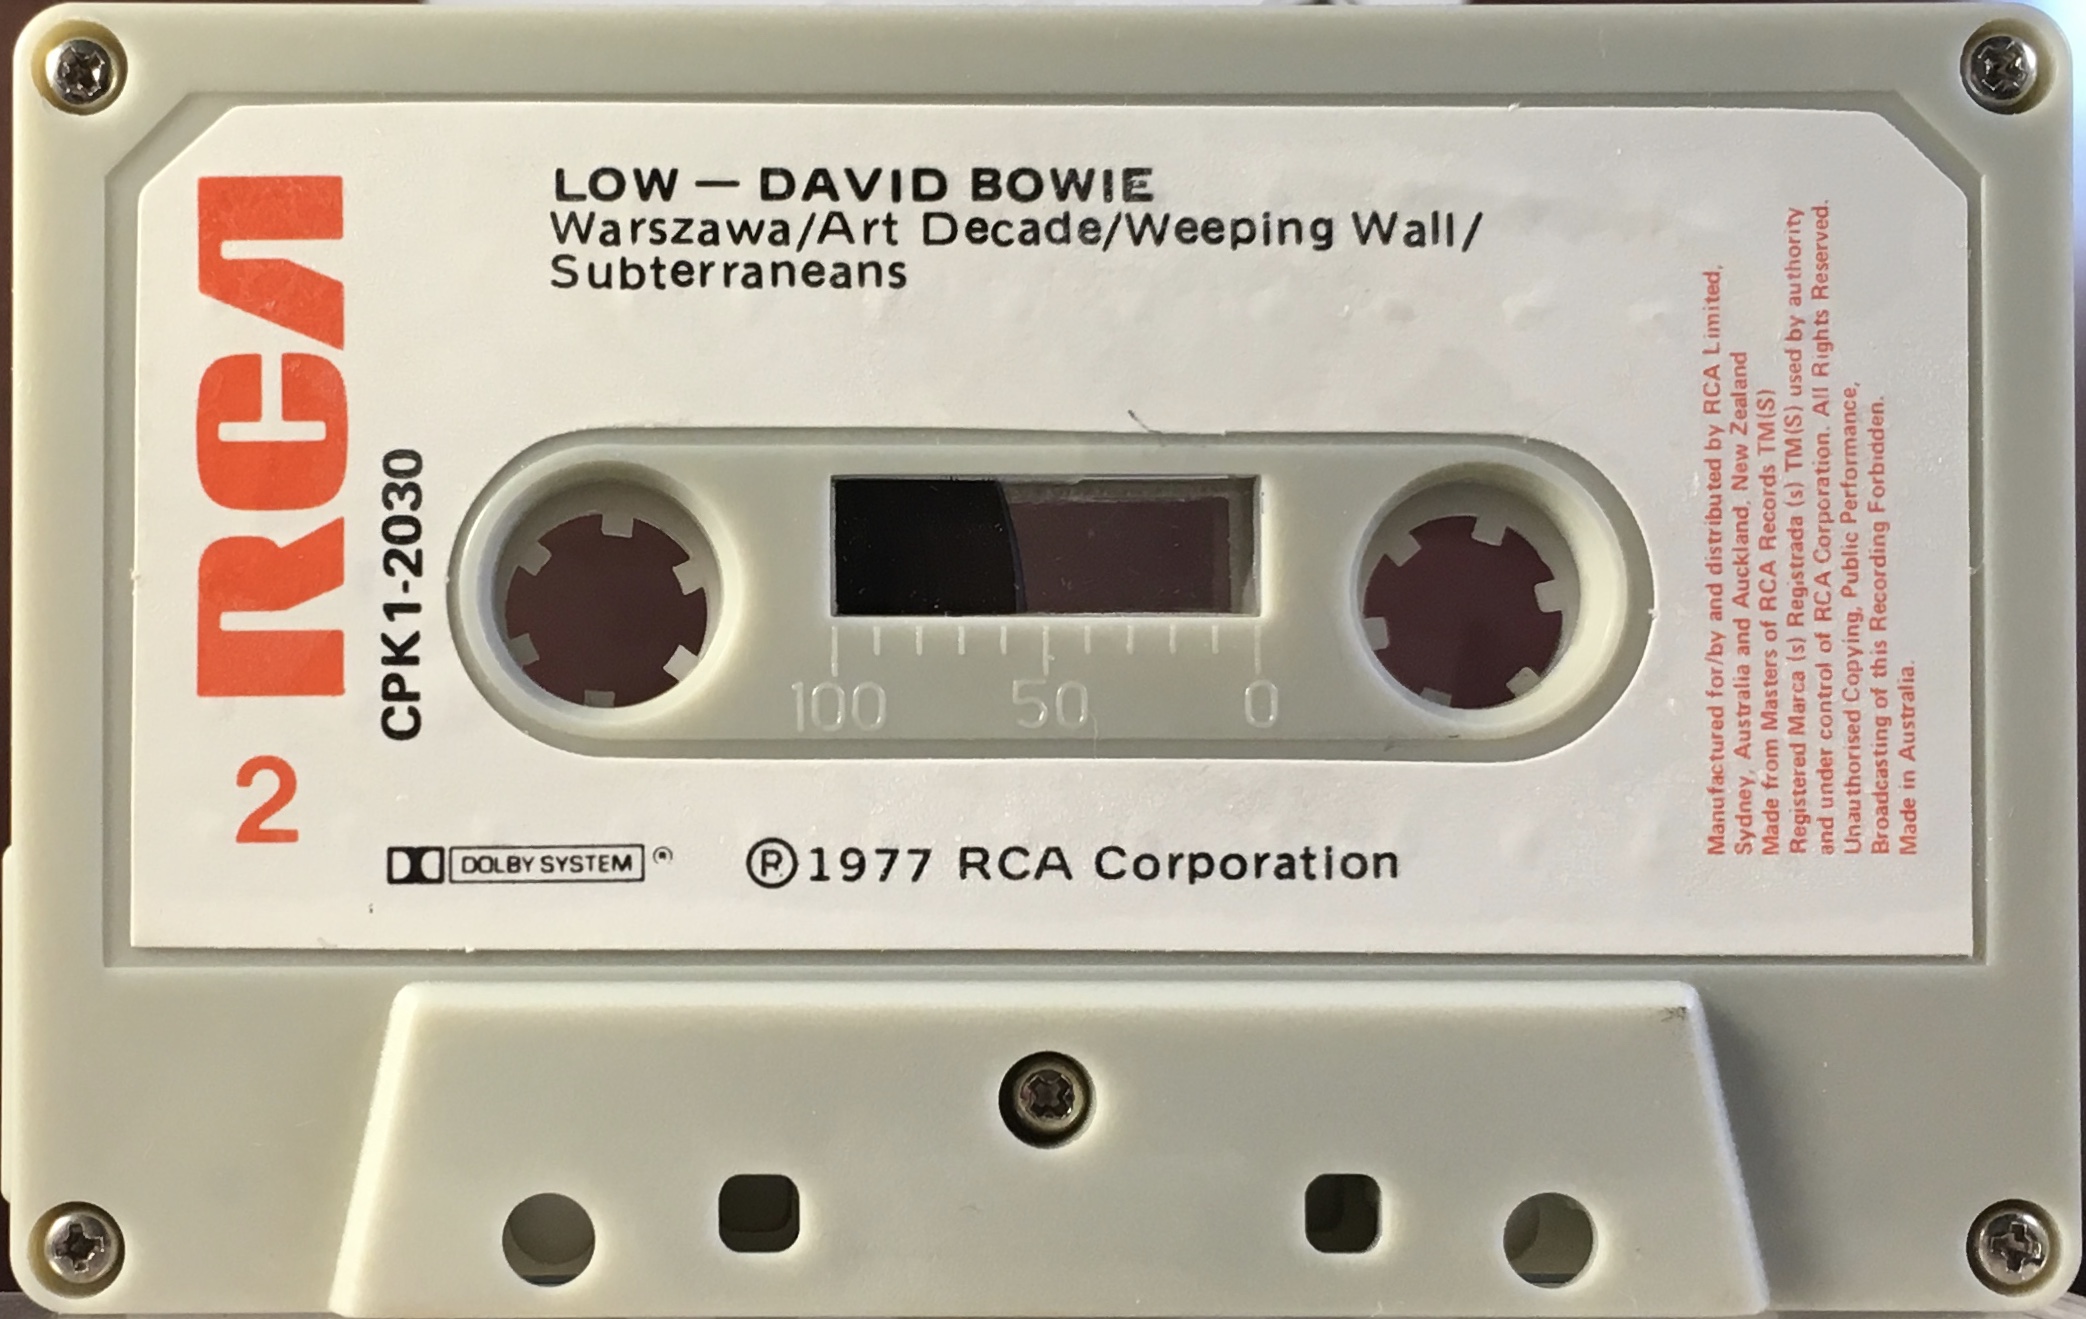 LOW — DAVID BOWIE
Warszawa/Art Decade/Weeping Wall/
Subterraneans
RCA
2
CPK1-2030
100 50 0
DOLBY SYSTEM ®
℗1977 RCA Corporation
Manufactured for/by and distributed by RCA Limited,
Sydney, Australia and Auckland, New Zealand
Made from Masters of RCA Records TM(S)
Registered Marca (s) Registrada (s) TM(S) used by authority
and under control of RCA Corporation. All Rights Reserved.
Unauthorised Copying, Public Performance,
Broadcasting of this Recording Forbidden.
Made in Australia.